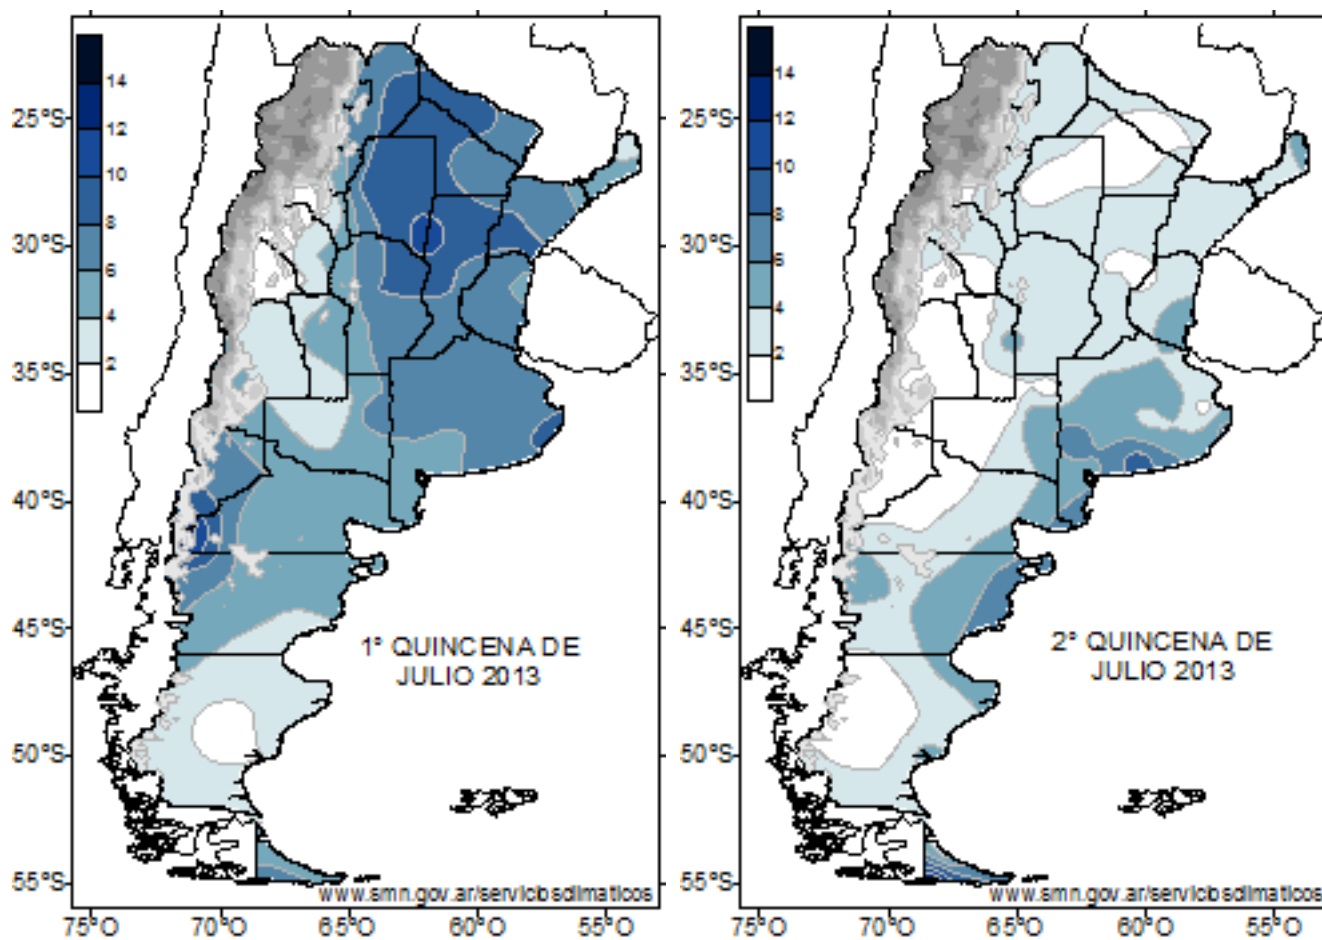 14
12
10
8
6
4
2
25°S
30°S
35°S
40°S
45°S
50°S
55°S
1° QUINCENA DE
JULIO 2013
www.smn.gov.ar/serviciosclimaticos
75°O 70°O 65°O 60°O 55°O
14
12
10
8
6
4
2
25°S
30°S
35°S
40°S
45°S
50°S
55°S
2° QUINCENA DE
JULIO 2013
www.smn.gov.ar/serviciosclimaticos
75°O 70°O 65°O 60°O 55°O